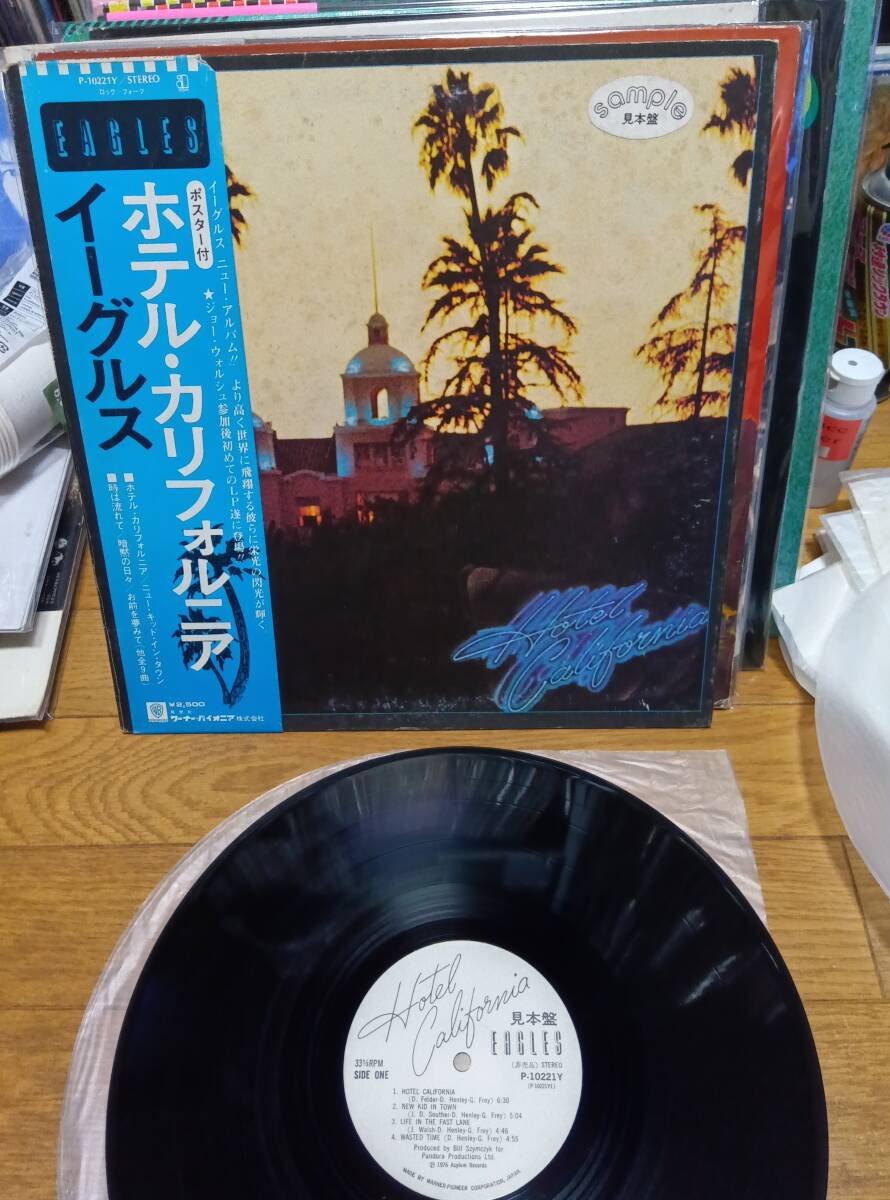 P-10221Y/STEREO
ロック/フォーク
EAGLES
ホテル・カリフォルニア
イーグルス
ポスター付
イーグルス ニュー・アルバム!! より高く世界に飛翔する彼らに栄光の閃光が輝く
★ジョー・ウォルシュ参加後初めてのLP遂に登場!!
■ホテル・カリフォルニア/ニュー・キッド・イン・タウン
■時は流れて/暗黙の日々/お前を夢みて(他全9曲)
¥2,500
ワーナー・パイオニア株式会社
sample
見本盤
Hotel
California
Hotel
California
見本盤
EAGLES
33⅓RPM
SIDE ONE
(非売品) STEREO
P-10221Y
(P-10221Y1)
1. HOTEL CALIFORNIA
(D. Felder-D. Henley-G. Frey) 6:30
2. NEW KID IN TOWN
(J. D. Souther-D. Henley-G. Frey) 5:04
3. LIFE IN THE FAST LANE
(J. Walsh-D. Henley-G. Frey) 4:46
4. WASTED TIME (D. Henley-G. Frey) 4:55
Produced by Bill Szymczyk for
Pandora Productions Ltd.
℗ 1976 Asylum Records
MADE BY WARNER-PIONEER CORPORATION, JAPAN.